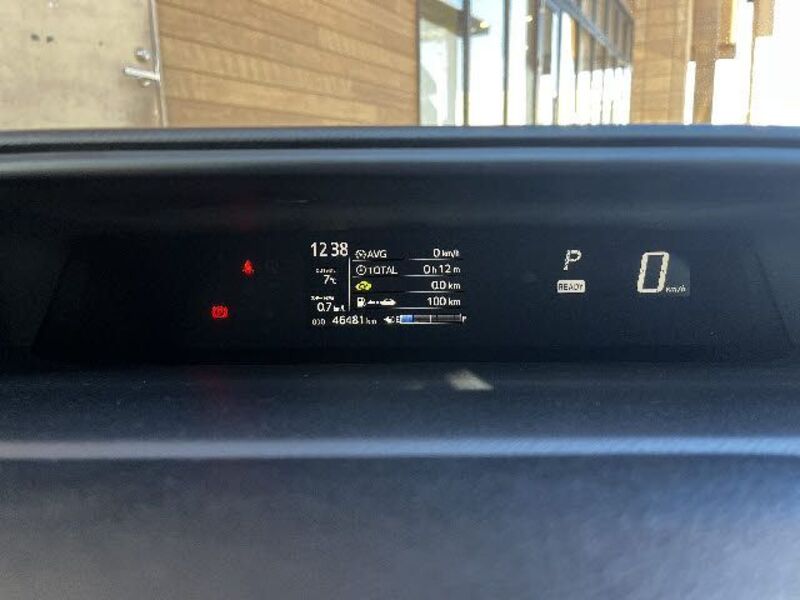 12 38
AVG 0 km/h
7℃
TOTAL 0 h 12 m
0.0 km
100 km
0.7
ODO 46481 km
E F
P
READY
0 km/h